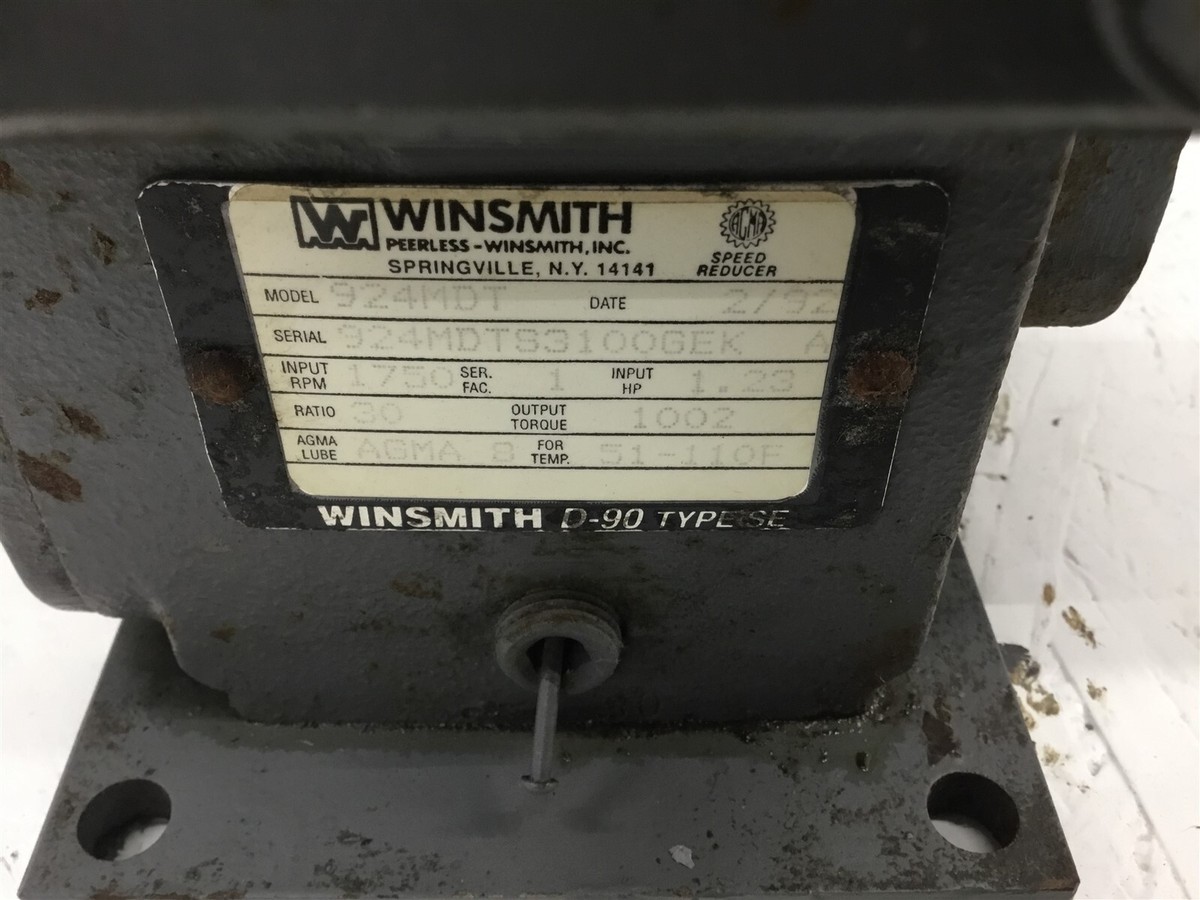 W WINSMITH
PEERLESS-WINSMITH, INC.
SPRINGVILLE, N.Y. 14141
AGMA
SPEED
REDUCER
MODEL 924MDT DATE 2/92
SERIAL 924MDTS3100GEK A
INPUT RPM 1750 SER. FAC. 1 INPUT HP 1.23
RATIO 30 OUTPUT TORQUE 1002
AGMA LUBE AGMA 8 FOR TEMP. 51-110F
WINSMITH D-90 TYPE SE